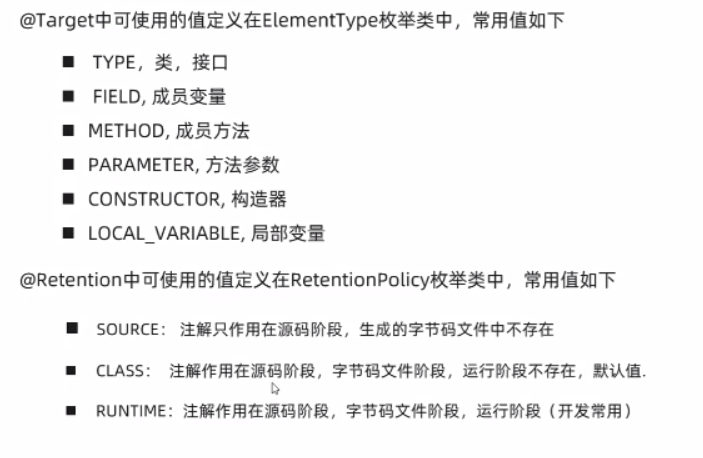 @Target中可使用的值定义在ElementType枚举类中，常用值如下
■ TYPE，类，接口
■ FIELD, 成员变量
■ METHOD, 成员方法
■ PARAMETER, 方法参数
■ CONSTRUCTOR, 构造器
■ LOCAL_VARIABLE, 局部变量
@Retention中可使用的值定义在RetentionPolicy枚举类中，常用值如下
■ SOURCE： 注解只作用在源码阶段，生成的字节码文件中不存在
■ CLASS： 注解作用在源码阶段，字节码文件阶段，运行阶段不存在，默认值.
■ RUNTIME：注解作用在源码阶段，字节码文件阶段，运行阶段（开发常用）